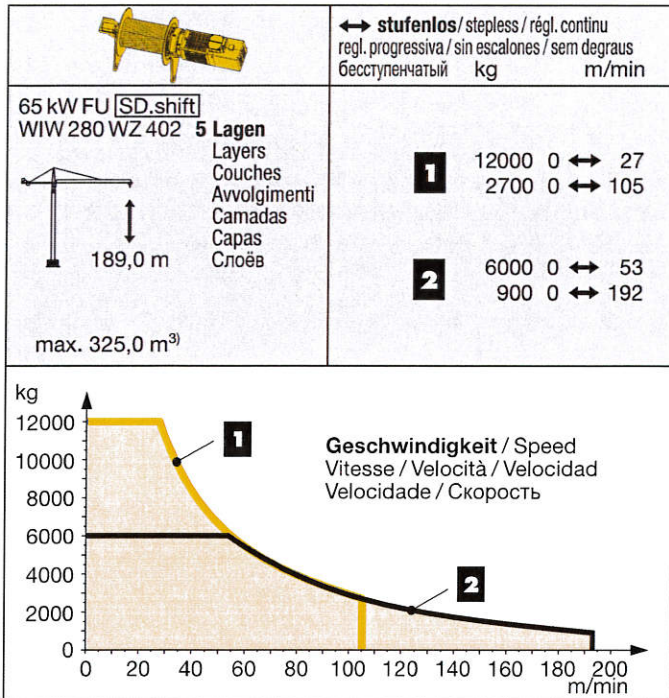 ↔ stufenlos / stepless / régl. continu
regl. progressiva / sin escalones / sem degraus
бесступенчатый kg m/min
65 kW FU SD.shift
WIW 280 WZ 402 5 Lagen
Layers
Couches
Avvolgimenti
Camadas
Capas
Слоёв
189,0 m
max. 325,0 m³⁾
1 12000 0 ↔ 27
2700 0 ↔ 105
2 6000 0 ↔ 53
900 0 ↔ 192
kg
12000
10000
8000
6000
4000
2000
0
1
Geschwindigkeit / Speed
Vitesse / Velocità / Velocidad
Velocidade / Скорость
2
0 20 40 60 80 100 120 140 160 180 200
m/min